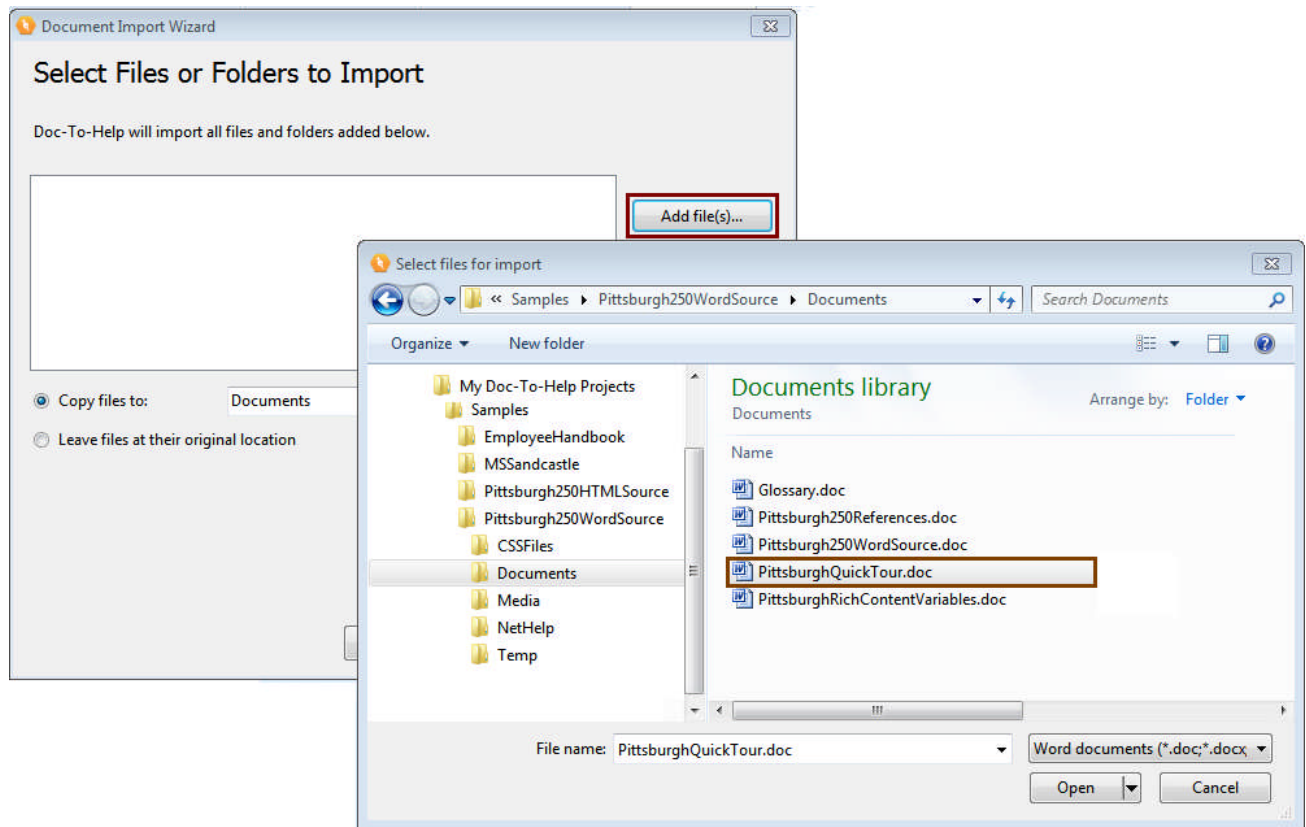 Document Import Wizard
Select Files or Folders to Import
Doc-To-Help will import all files and folders added below.
Add file(s)...
Copy files to:
Documents
Leave files at their original location
Select files for import
« Samples Pittsburgh250WordSource Documents
Search Documents
Organize
New folder
My Doc-To-Help Projects
Samples
EmployeeHandbook
MSSandcastle
Pittsburgh250HTMLSource
Pittsburgh250WordSource
CSSFiles
Documents
Media
NetHelp
Temp
Documents library
Documents
Arrange by: Folder
Name
Glossary.doc
Pittsburgh250References.doc
Pittsburgh250WordSource.doc
PittsburghQuickTour.doc
PittsburghRichContentVariables.doc
File name: PittsburghQuickTour.doc
Word documents (*.doc;*.docx;
Open
Cancel